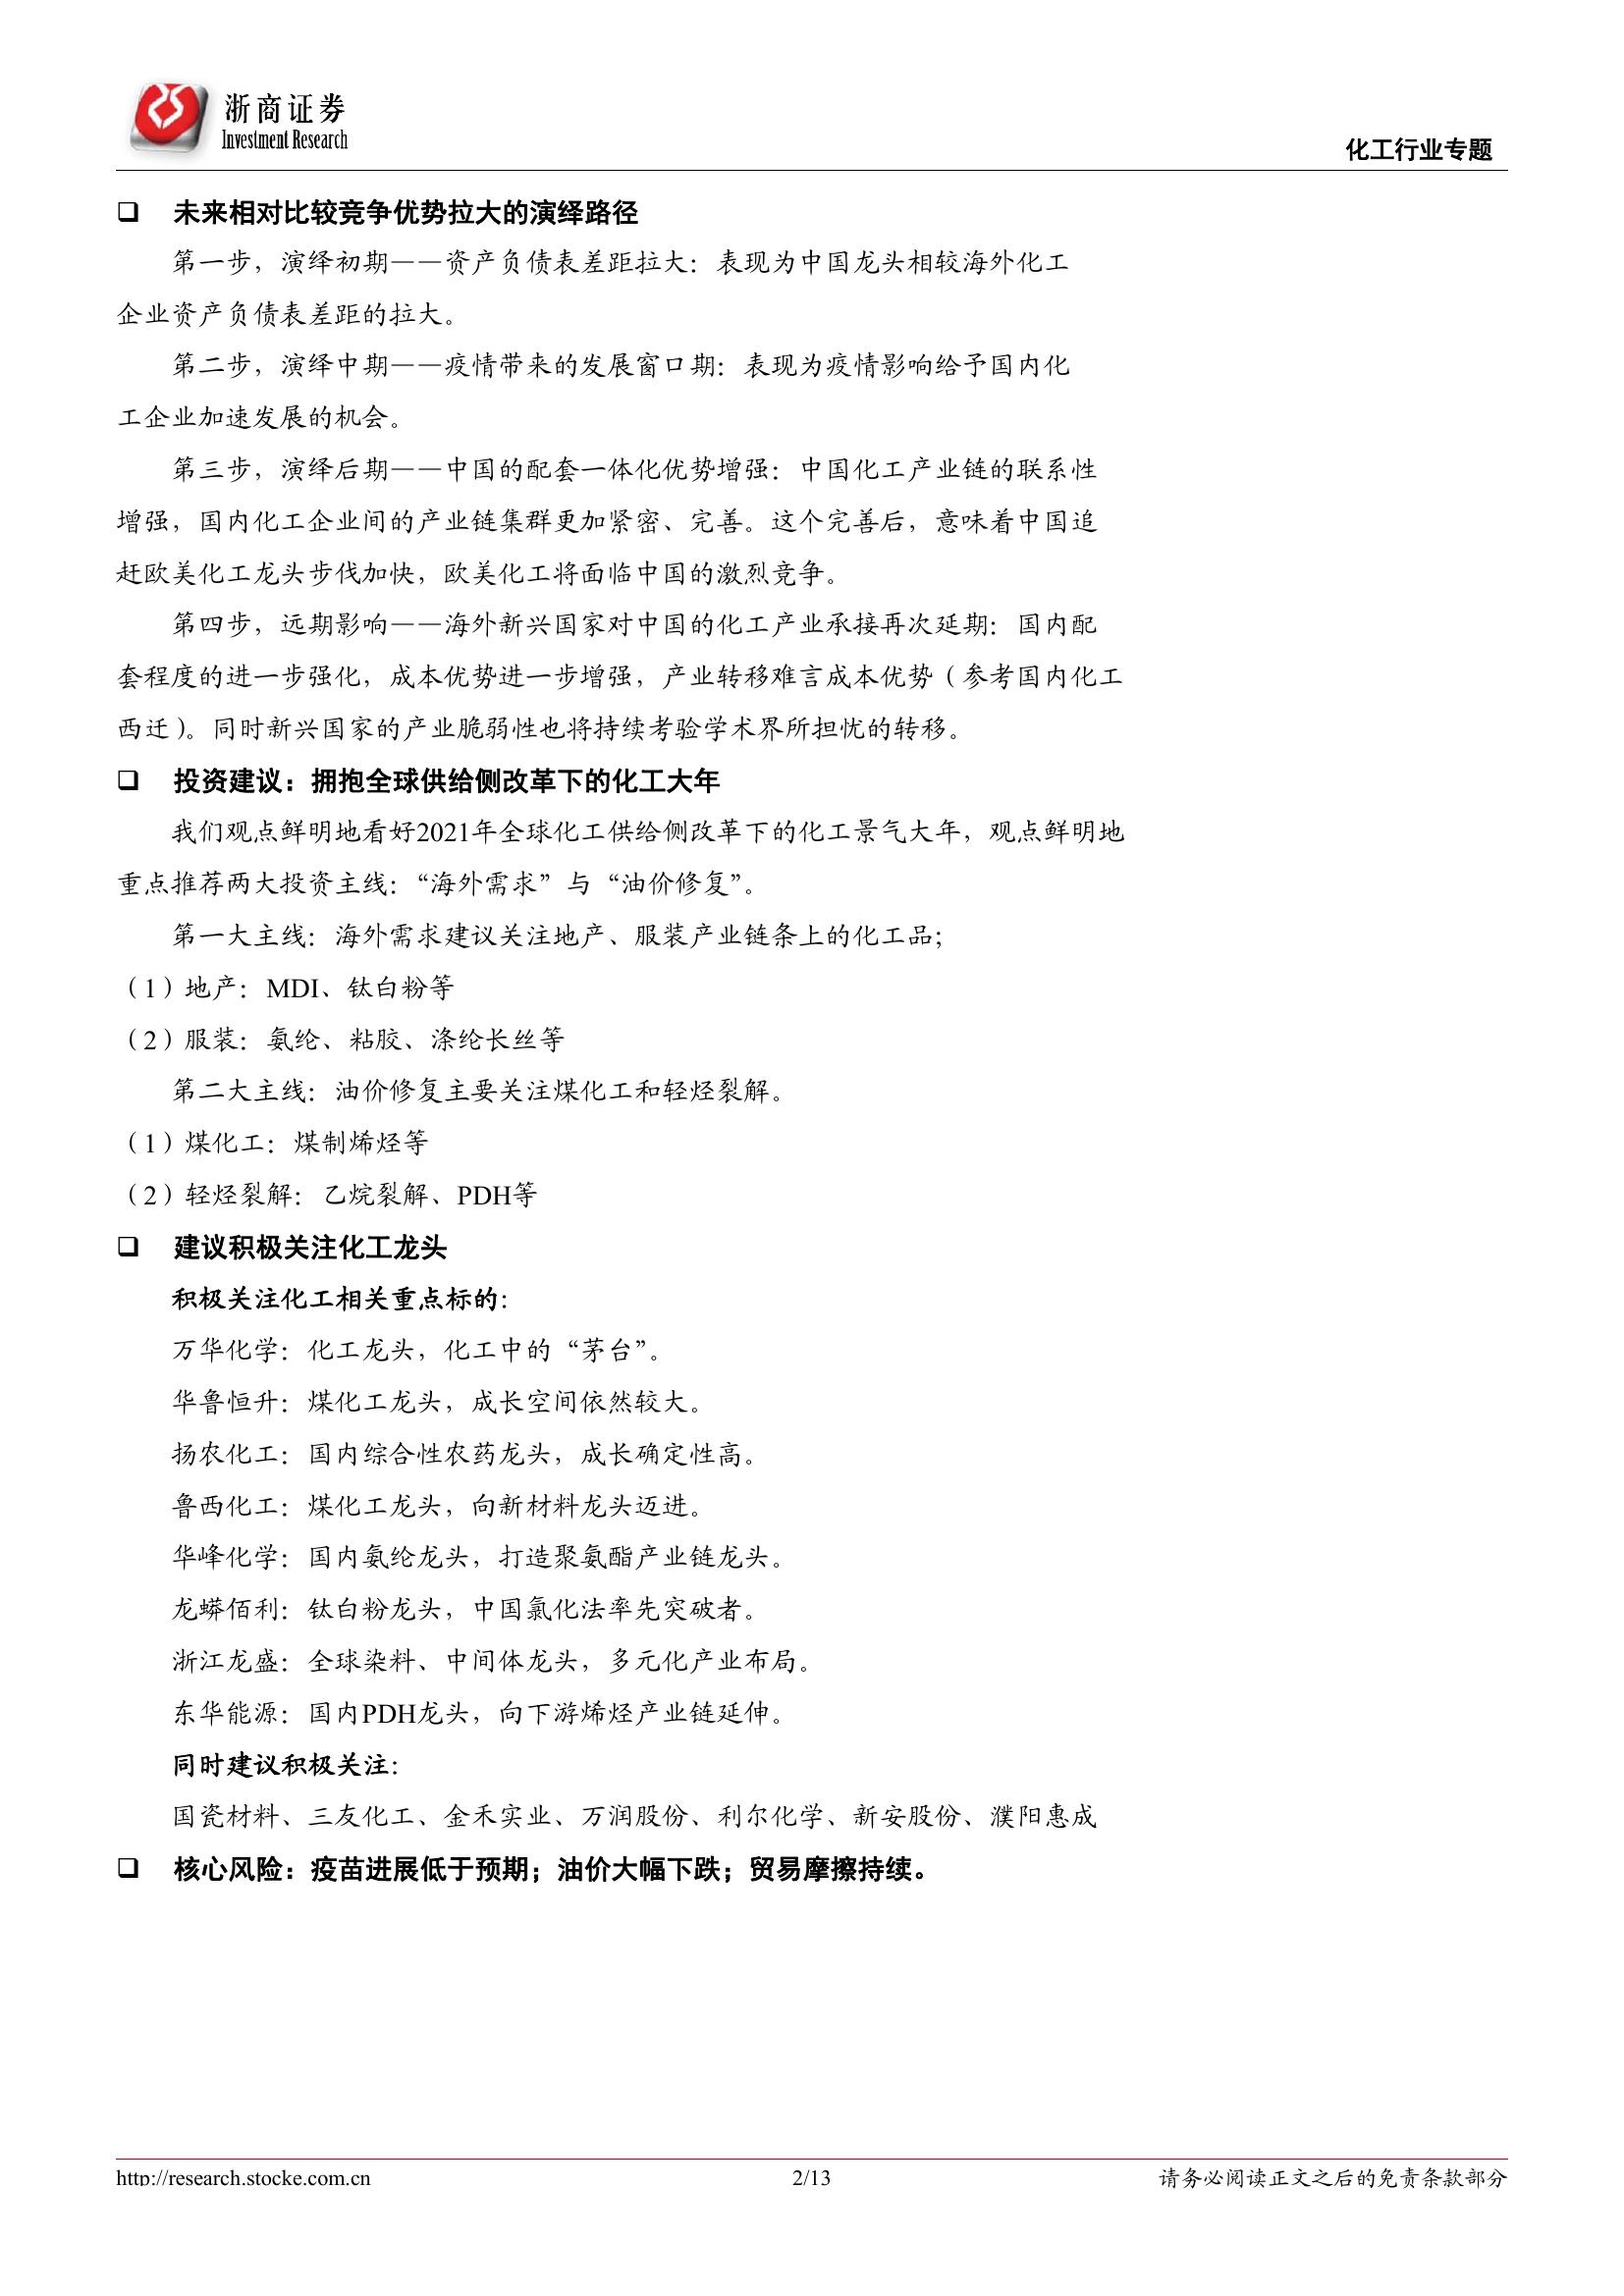 浙商证券
Investment Research
化工行业专题
❑ 未来相对比较竞争优势拉大的演绎路径
第一步，演绎初期——资产负债表差距拉大：表现为中国龙头相较海外化工
企业资产负债表差距的拉大。
第二步，演绎中期——疫情带来的发展窗口期：表现为疫情影响给予国内化
工企业加速发展的机会。
第三步，演绎后期——中国的配套一体化优势增强：中国化工产业链的联系性
增强，国内化工企业间的产业链集群更加紧密、完善。这个完善后，意味着中国追
赶欧美化工龙头步伐加快，欧美化工将面临中国的激烈竞争。
第四步，远期影响——海外新兴国家对中国的化工产业承接再次延期：国内配
套程度的进一步强化，成本优势进一步增强，产业转移难言成本优势（参考国内化工
西迁）。同时新兴国家的产业脆弱性也将持续考验学术界所担忧的转移。
❑ 投资建议：拥抱全球供给侧改革下的化工大年
我们观点鲜明地看好2021年全球化工供给侧改革下的化工景气大年，观点鲜明地
重点推荐两大投资主线：“海外需求”与“油价修复”。
第一大主线：海外需求建议关注地产、服装产业链条上的化工品；
（1）地产：MDI、钛白粉等
（2）服装：氨纶、粘胶、涤纶长丝等
第二大主线：油价修复主要关注煤化工和轻烃裂解。
（1）煤化工：煤制烯烃等
（2）轻烃裂解：乙烷裂解、PDH等
❑ 建议积极关注化工龙头
积极关注化工相关重点标的：
万华化学：化工龙头，化工中的“茅台”。
华鲁恒升：煤化工龙头，成长空间依然较大。
扬农化工：国内综合性农药龙头，成长确定性高。
鲁西化工：煤化工龙头，向新材料龙头迈进。
华峰化学：国内氨纶龙头，打造聚氨酯产业链龙头。
龙蟒佰利：钛白粉龙头，中国氯化法率先突破者。
浙江龙盛：全球染料、中间体龙头，多元化产业布局。
东华能源：国内PDH龙头，向下游烯烃产业链延伸。
同时建议积极关注：
国瓷材料、三友化工、金禾实业、万润股份、利尔化学、新安股份、濮阳惠成
❑ 核心风险：疫苗进展低于预期；油价大幅下跌；贸易摩擦持续。
http://research.stocke.com.cn
2/13
请务必阅读正文之后的免责条款部分